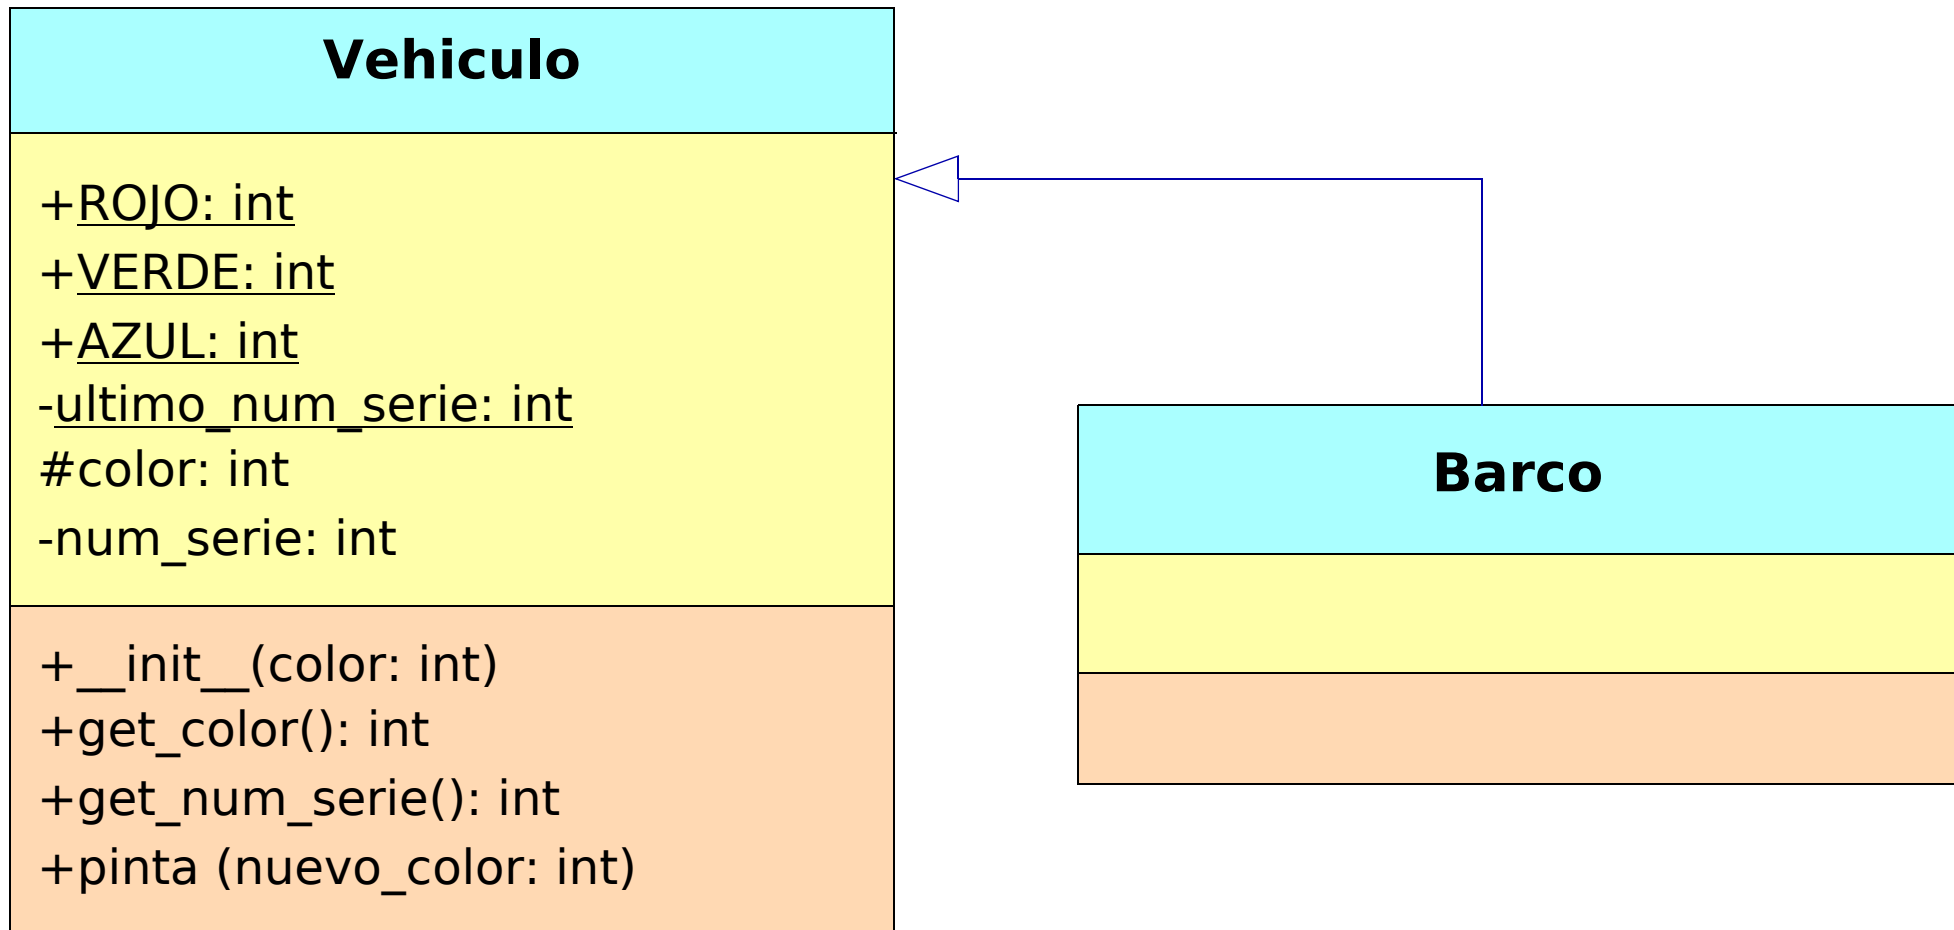 Vehiculo
+ROJO: int
+VERDE: int
+AZUL: int
-ultimo_num_serie: int
#color: int
-num_serie: int
+__init__(color: int)
+get_color(): int
+get_num_serie(): int
+pinta (nuevo_color: int)
Barco